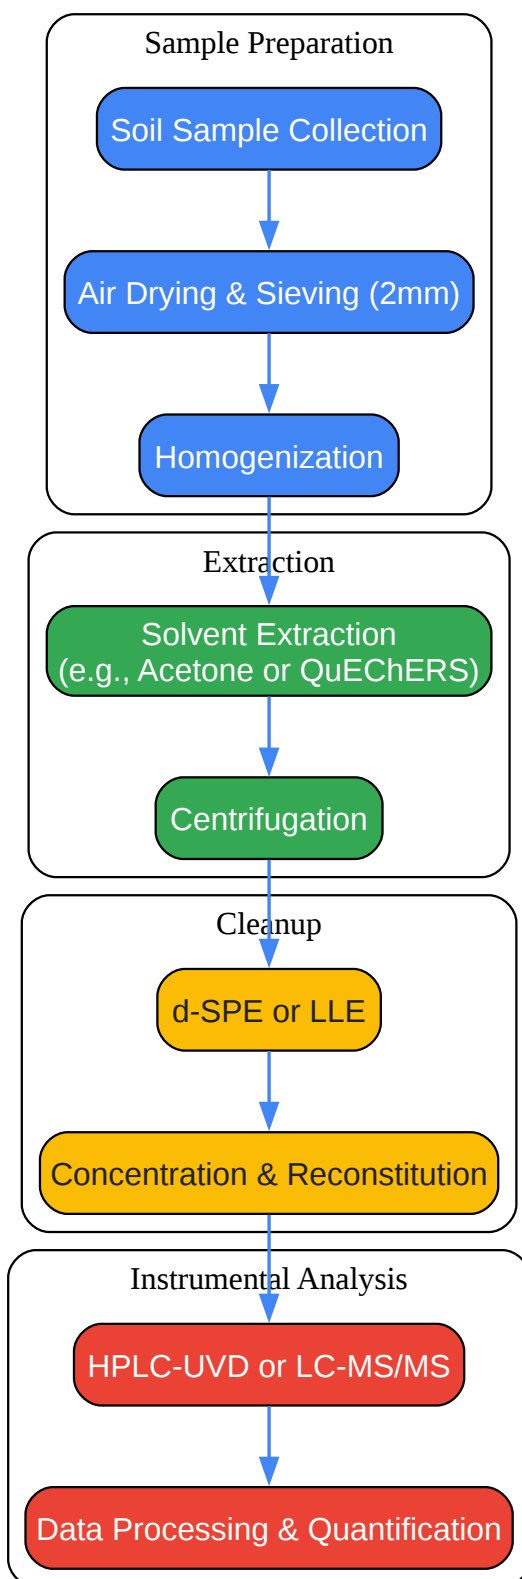 Sample Preparation
Soil Sample Collection
Air Drying & Sieving (2mm)
Homogenization
Extraction
Solvent Extraction
(e.g., Acetone or QuEChERS)
Centrifugation
Cleanup
d-SPE or LLE
Concentration & Reconstitution
Instrumental Analysis
HPLC-UVD or LC-MS/MS
Data Processing & Quantification